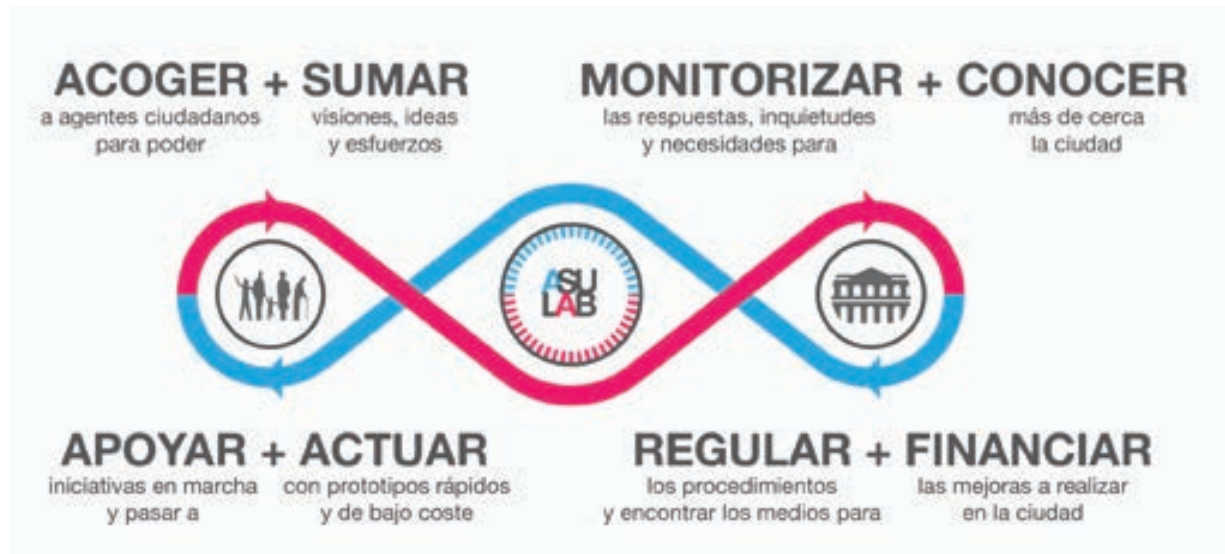 ACOGER + SUMAR
a agentes ciudadanos
para poder
visiones, ideas
y esfuerzos
MONITORIZAR + CONOCER
las respuestas, inquietudes
y necesidades para
más de cerca
la ciudad
ASU
LAB
APOYAR + ACTUAR
iniciativas en marcha
y pasar a
con prototipos rápidos
y de bajo coste
REGULAR + FINANCIAR
los procedimientos
y encontrar los medios para
las mejoras a realizar
en la ciudad